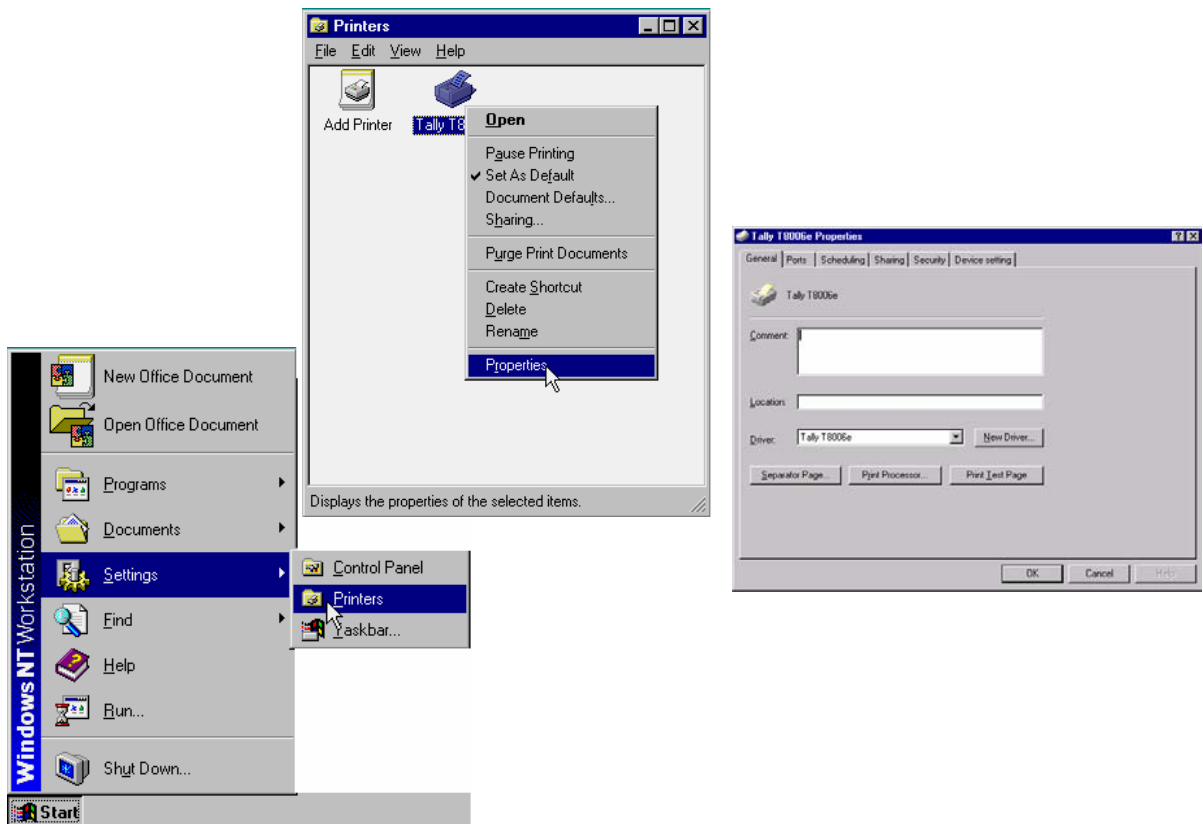 Printers
File Edit View Help
Add Printer
Tally T8
Open
Pause Printing
Set As Default
Document Defaults...
Sharing...
Purge Print Documents
Create Shortcut
Delete
Rename
Properties
Displays the properties of the selected items.
Tally T8006e Properties
General Ports Scheduling Sharing Security Device setting
Tally T8006e
Comment:
Location:
Driver: Tally T8006e New Driver...
Separator Page... Print Processor... Print Test Page
OK Cancel Help
Windows NT Workstation
New Office Document
Open Office Document
Programs
Documents
Settings
Find
Help
Run...
Shut Down...
Start
Control Panel
Printers
Taskbar...